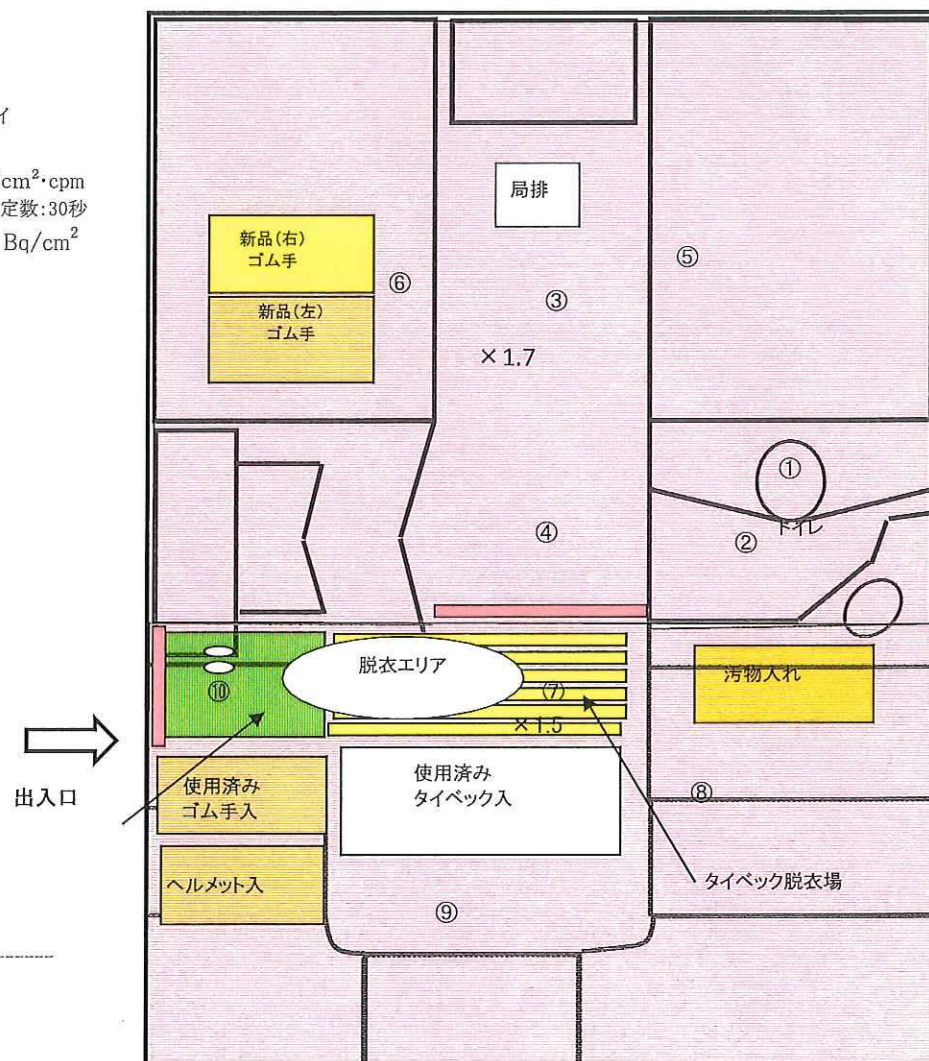 イ
cm²・cpm
定数:30秒
Bq/cm²
局排
新品(右)
ゴム手
⑥
⑤
③
新品(左)
ゴム手
×1.7
①
④
②
トイレ
脱衣エリア
⑩
⑺
汚物入れ
×1.5
出入口
使用済み
ゴム手入
使用済み
タイベック入
⑧
ヘルメット入
タイベック脱衣場
⑨